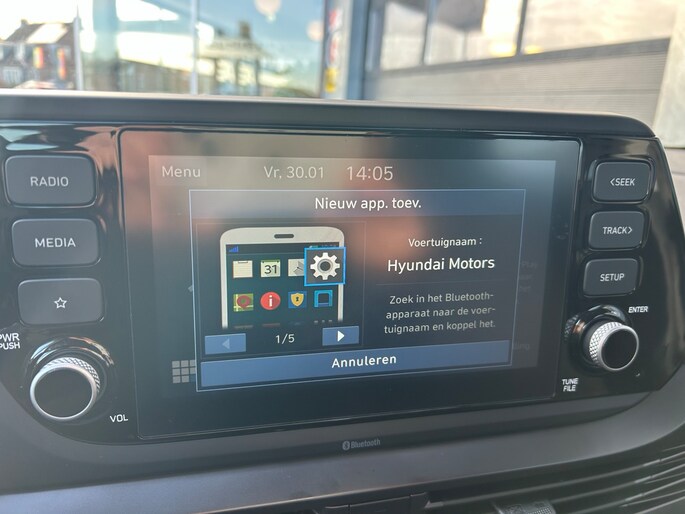 RADIO
MEDIA
PWR
PUSH
VOL
Menu Vr, 30.01 14:05
Nieuw app. toev.
31
1/5
Voertuignaam :
Hyundai Motors
Zoek in het Bluetooth-
apparaat naar de voer-
tuignaam en koppel het.
Annuleren
<SEEK
TRACK>
SETUP
ENTER
TUNE
FILE
Bluetooth